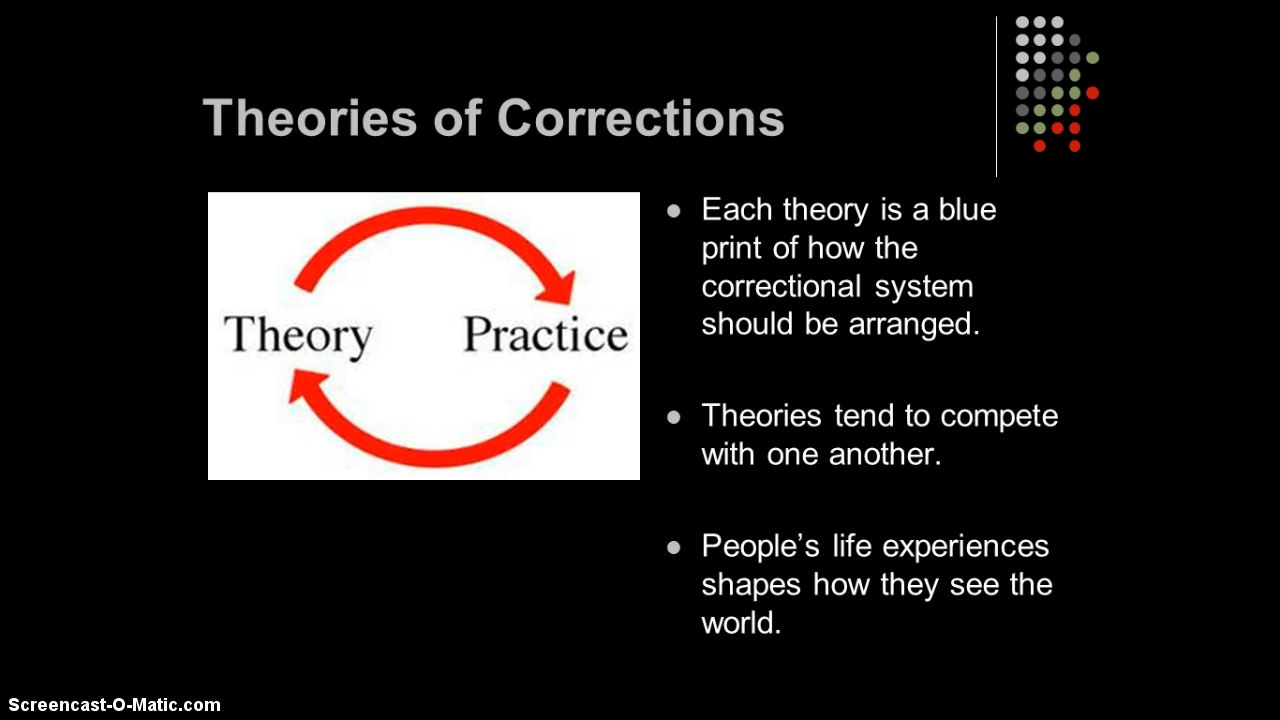 Theories of Corrections
Theory Practice
● Each theory is a blue
print of how the
correctional system
should be arranged.
● Theories tend to compete
with one another.
● People’s life experiences
shapes how they see the
world.
Screencast-O-Matic.com